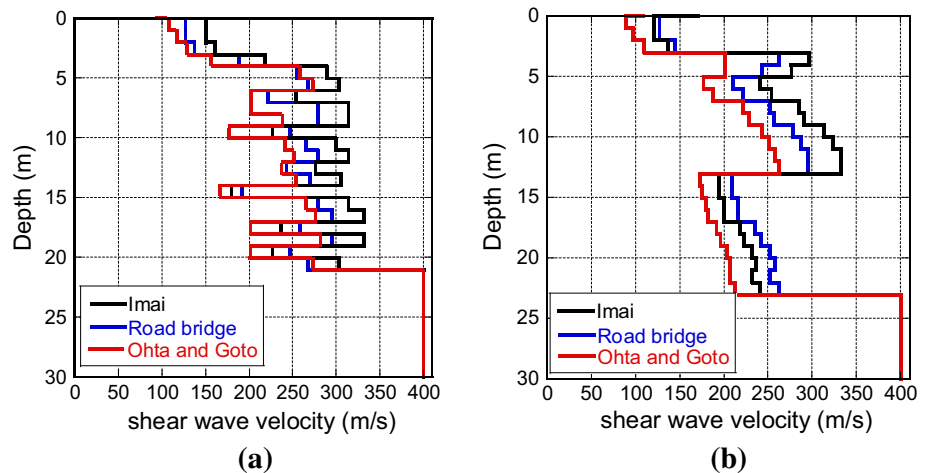 0
5
10
15
20
25
30
Depth (m)
Imai
Road bridge
Ohta and Goto
0 50 100 150 200 250 300 350 400
shear wave velocity (m/s)
(a)
0
5
10
15
20
25
30
Depth (m)
Imai
Road bridge
Ohta and Goto
0 50 100 150 200 250 300 350 400
shear wave velocity (m/s)
(b)